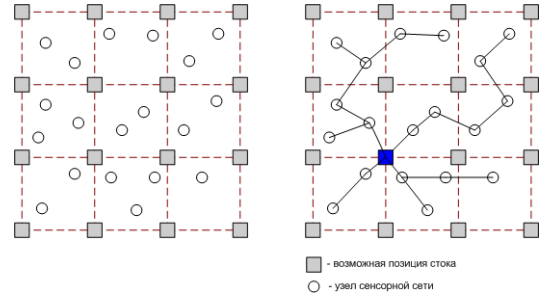 - возможная позиция стока
- узел сенсорной сети